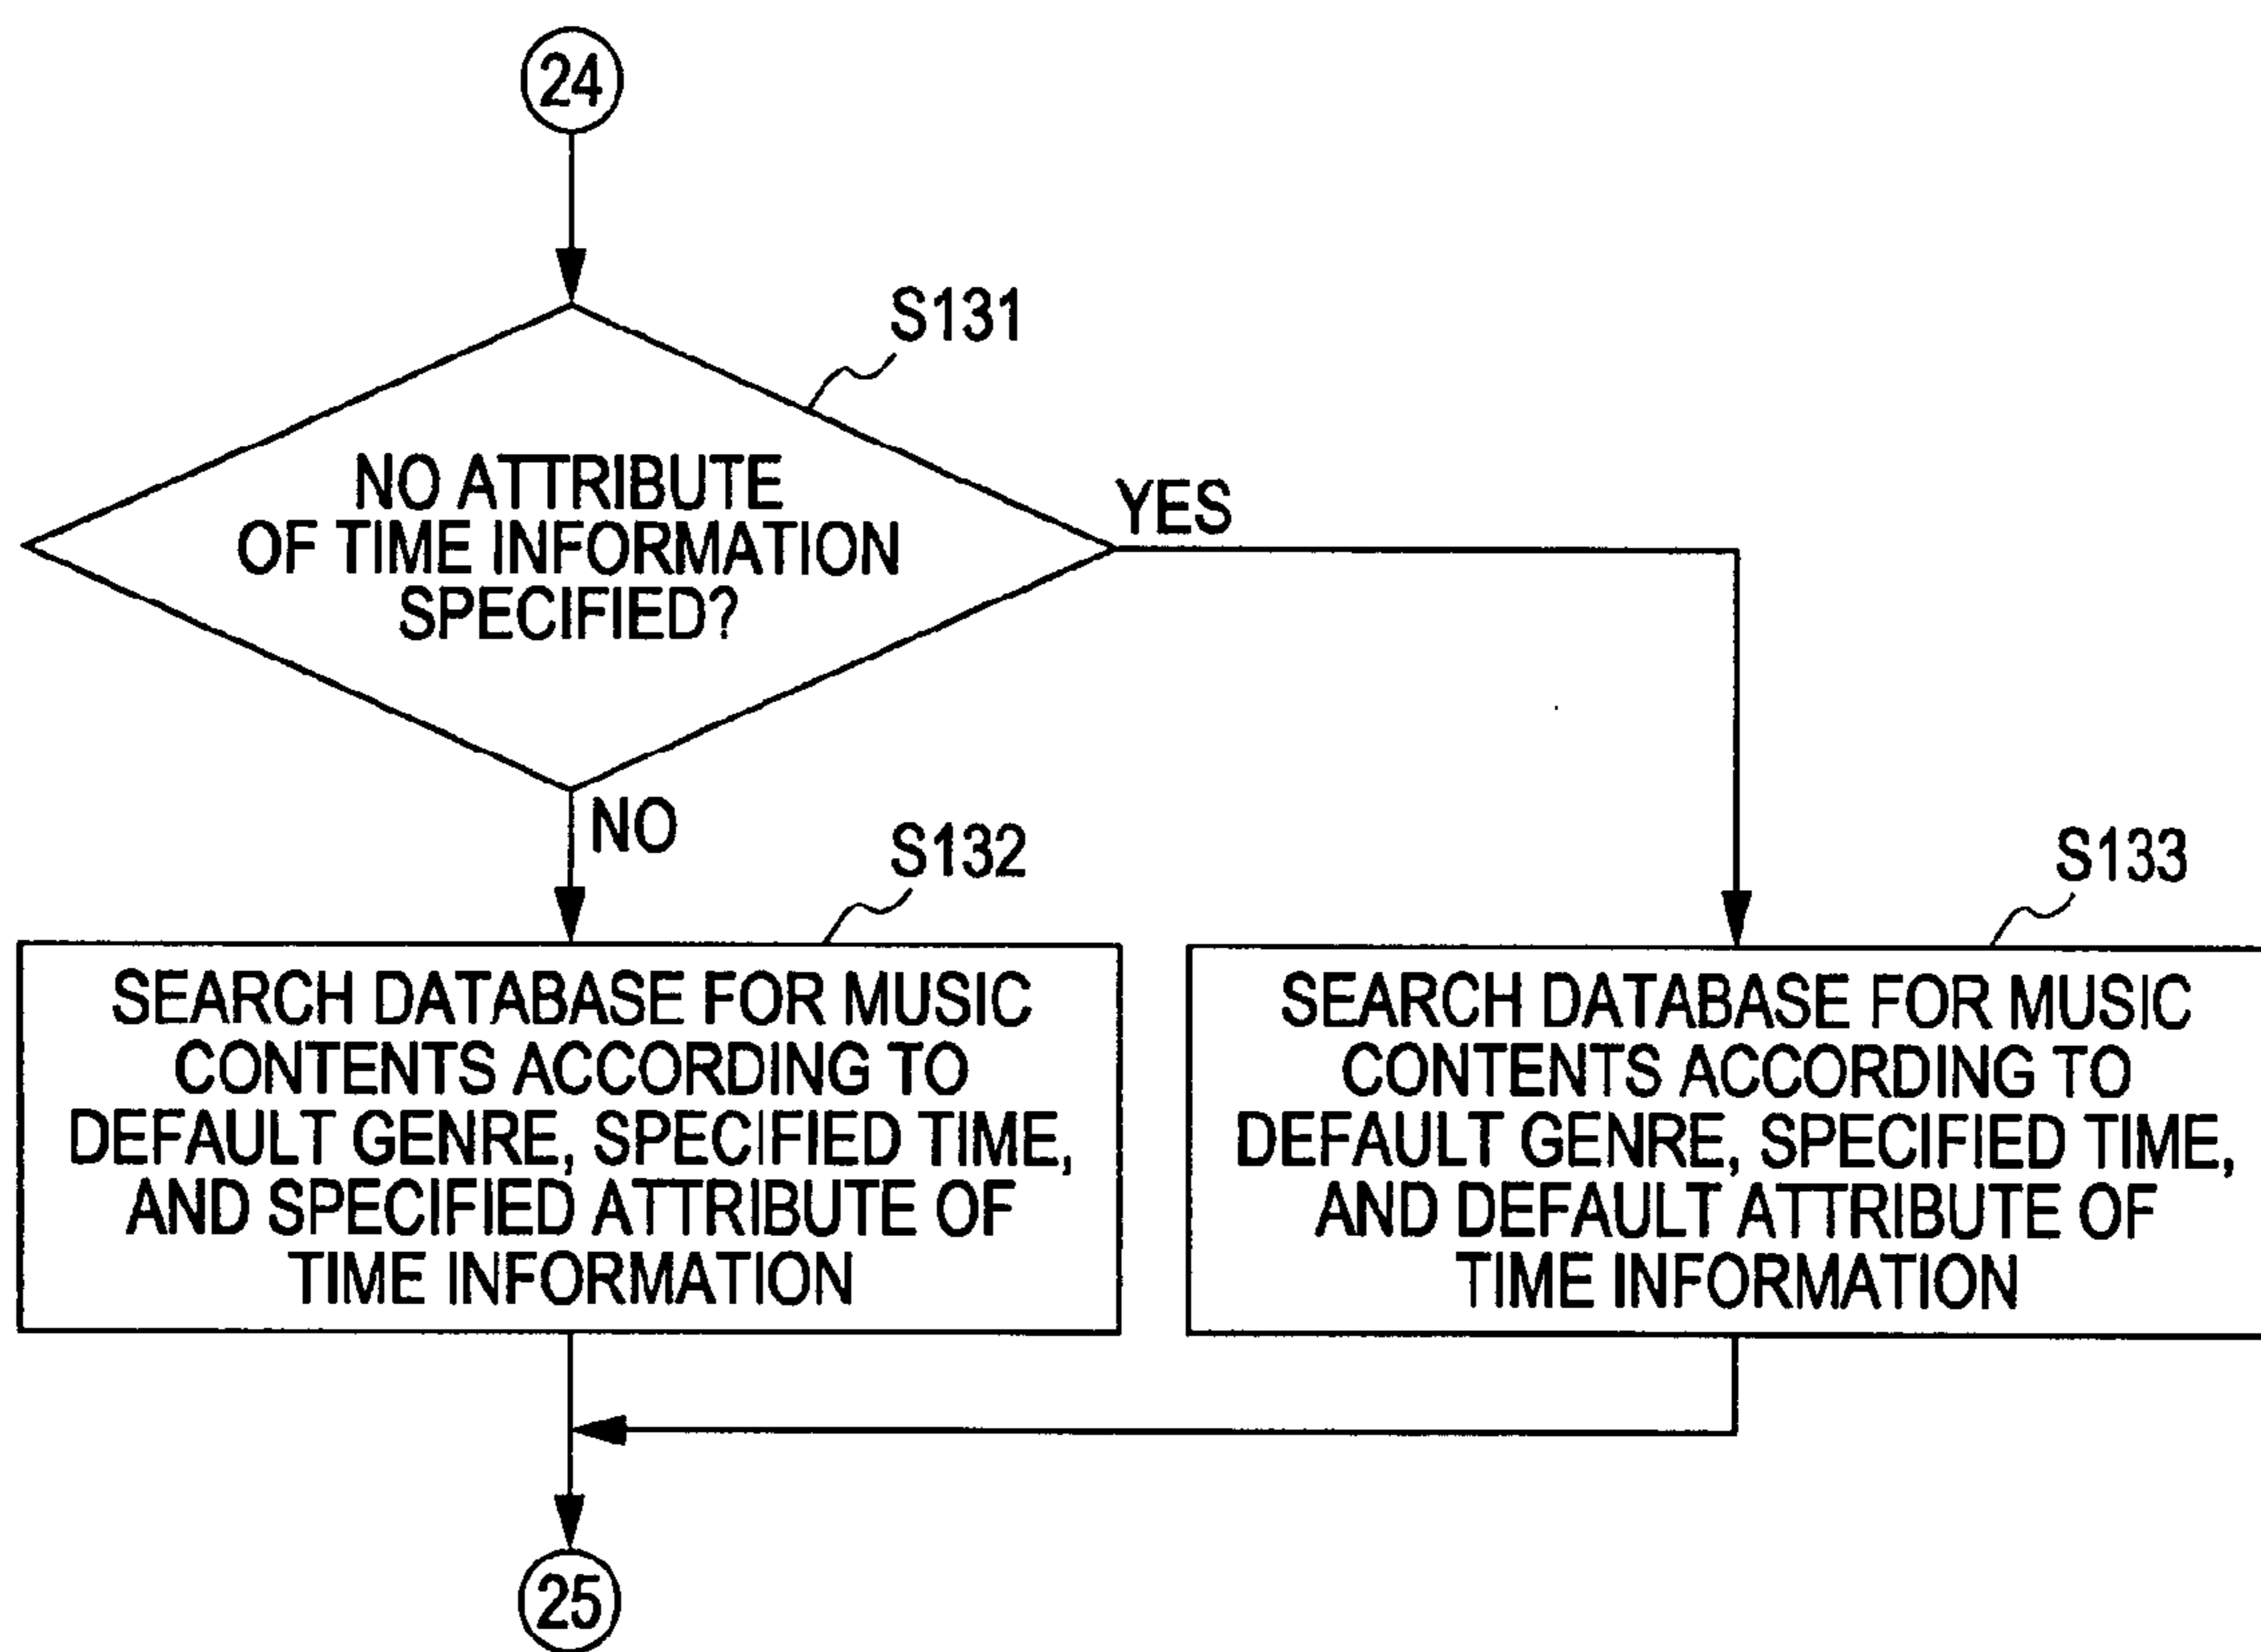 24
S131
NO ATTRIBUTE
OF TIME INFORMATION
SPECIFIED?
YES
NO
S132
SEARCH DATABASE FOR MUSIC
CONTENTS ACCORDING TO
DEFAULT GENRE, SPECIFIED TIME,
AND SPECIFIED ATTRIBUTE OF
TIME INFORMATION
S133
SEARCH DATABASE FOR MUSIC
CONTENTS ACCORDING TO
DEFAULT GENRE, SPECIFIED TIME,
AND DEFAULT ATTRIBUTE OF
TIME INFORMATION
25